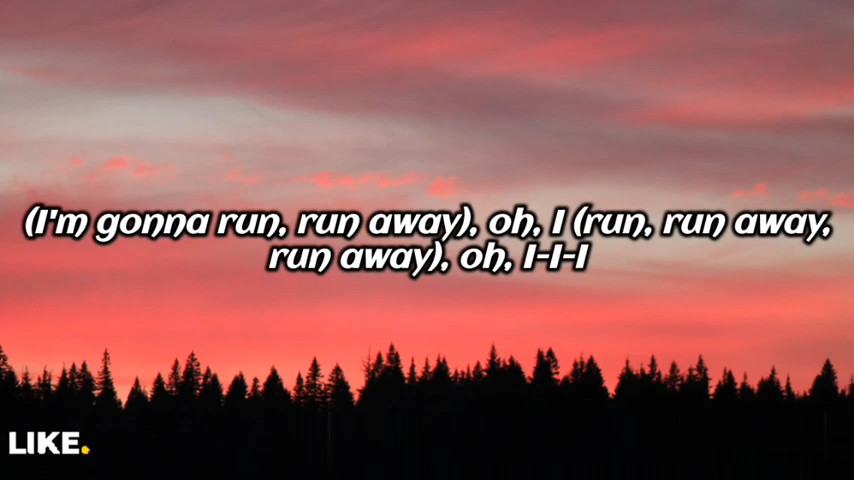 (I'm gonna run, run away), oh, I (run, run away,
run away), oh, I-I-I
LIKE.